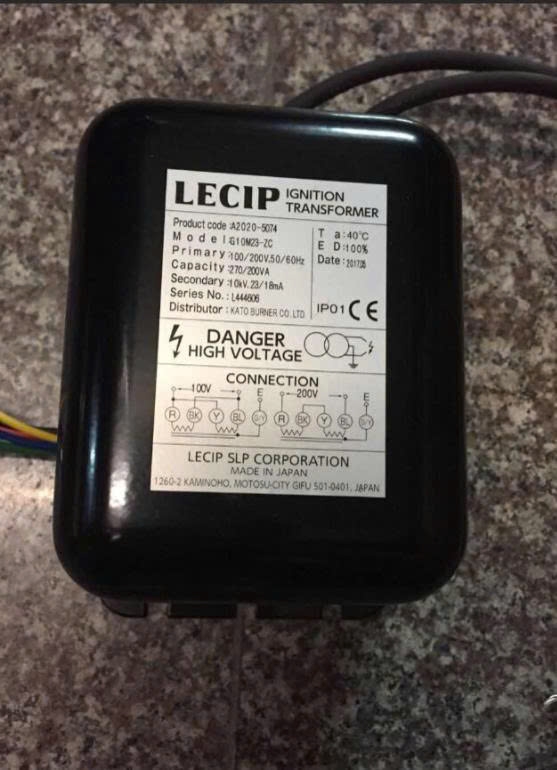 LECIP IGNITION TRANSFORMER
Product code :A2020-5074
Model :G10M23-ZC
Primary :100/200V,50/60Hz
Capacity :270/200VA
Secondary :10kV, 23/18mA
Series No. : L444606
Distributor : KATO BURNER CO.,LTD
Ta:40℃
ED:100%
Date: 2017.05
IP01 CE
DANGER
HIGH VOLTAGE
CONNECTION
100V E 200V E
R BK Y BL G/Y R BK Y BL G/Y
LECIP SLP CORPORATION
MADE IN JAPAN
1260-2 KAMINOHO, MOTOSU-CITY GIFU 501-0401, JAPAN